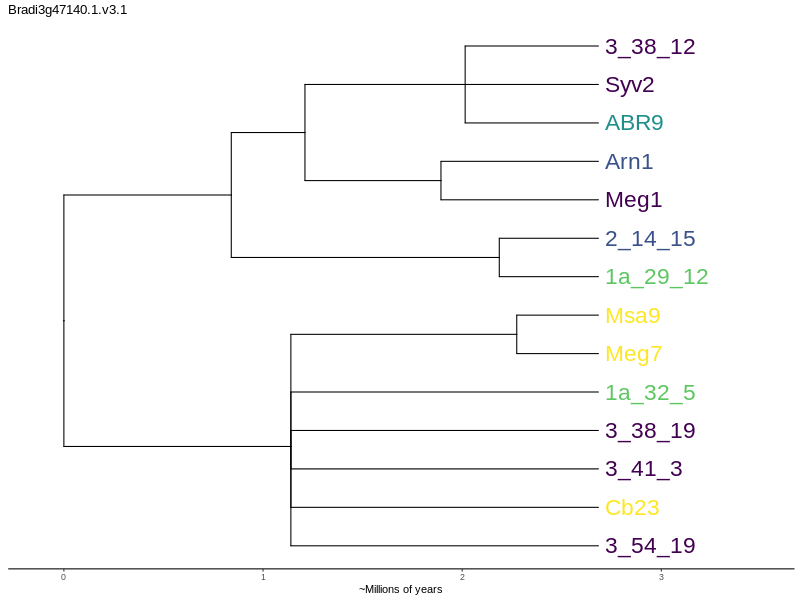 Bradi3g47140.1.v3.1
3_38_12
Syv2
ABR9
Arn1
Meg1
2_14_15
1a_29_12
Msa9
Meg7
1a_32_5
3_38_19
3_41_3
Cb23
3_54_19
0 1 2 3
~Millions of years